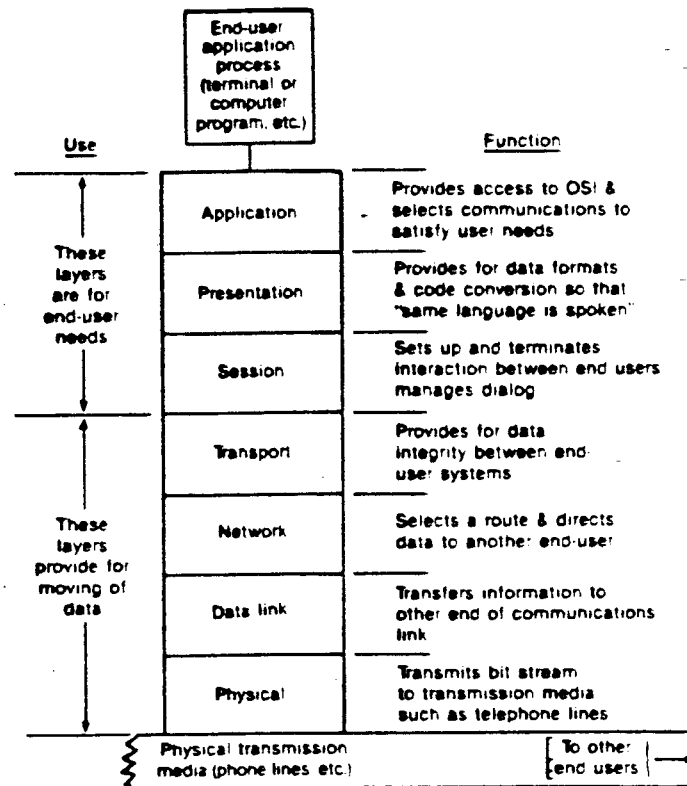 End-user
application
process
(terminal or
computer
program, etc.)
Use
Function
These
layers
are for
end-user
needs
Application
Provides access to OSI &
selects communications to
satisfy user needs
Presentation
Provides for data formats
& code conversion so that
"same language is spoken"
Session
Sets up and terminates
interaction between end users
manages dialog
These
layers
provide for
moving of
data
Transport
Provides for data
integrity between end-
user systems
Network
Selects a route & directs
data to another end-user
Data link
Transfers information to
other end of communications
link
Physical
Transmits bit stream
to transmission media
such as telephone lines
Physical transmission
media (phone lines etc.)
To other
end users